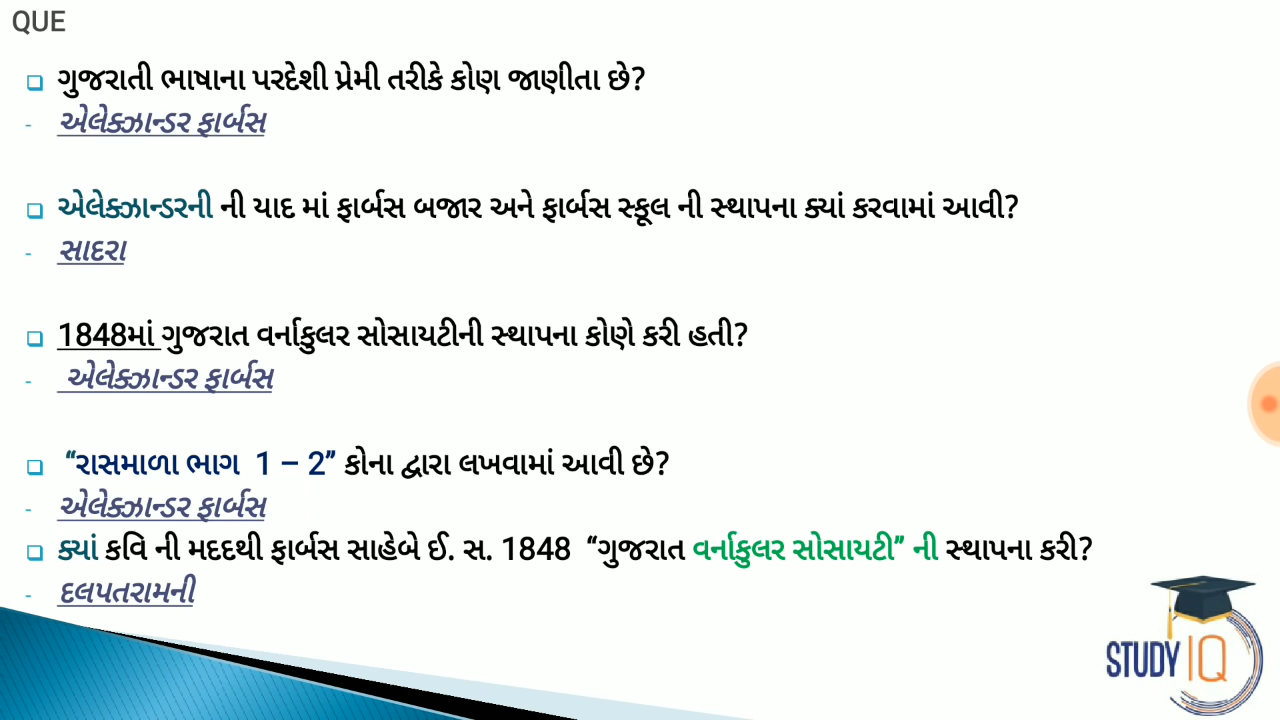 QUE
ગુજરાતી ભાષાના પરદેશી પ્રેમી તરીકે કોણ જાણીતા છે?
- એલેક્ઝાન્ડર ફાર્બસ
એલેક્ઝાન્ડરની ની યાદ માં ફાર્બસ બજાર અને ફાર્બસ સ્કૂલ ની સ્થાપના ક્યાં કરવામાં આવી?
- સાદરા
1848માં ગુજરાત વર્નાકુલર સોસાયટીની સ્થાપના કોણે કરી હતી?
- એલેક્ઝાન્ડર ફાર્બસ
“રાસમાળા ભાગ 1 – 2” કોના દ્વારા લખવામાં આવી છે?
- એલેક્ઝાન્ડર ફાર્બસ
ક્યાં કવિ ની મદદથી ફાર્બસ સાહેબે ઈ. સ. 1848 “ગુજરાત વર્નાકુલર સોસાયટી” ની સ્થાપના કરી?
- દલપતરામની
STUDY IQ